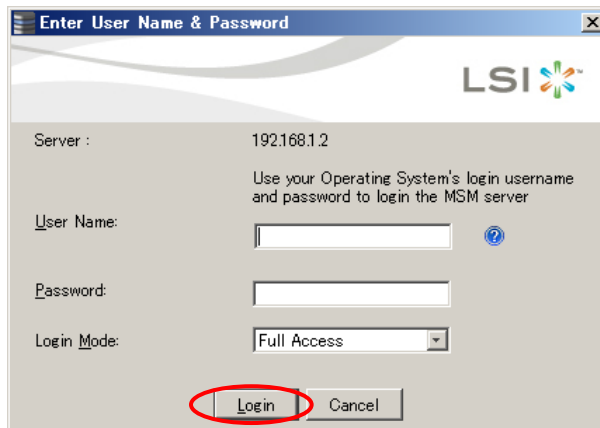 Enter User Name & Password
LSI™
Server : 192.168.1.2
Use your Operating System's login username
and password to login the MSM server
User Name:
Password:
Login Mode: Full Access
Login Cancel